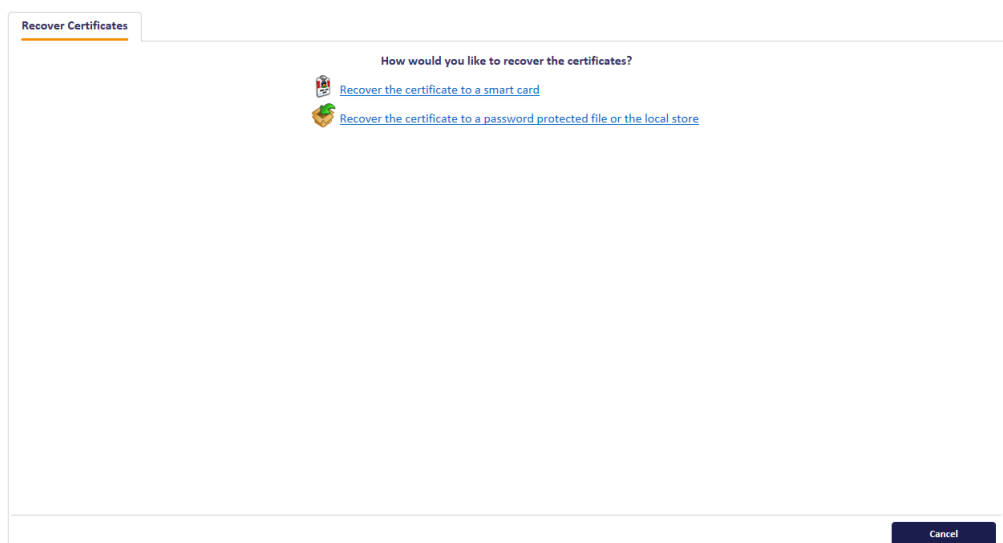 Recover Certificates
How would you like to recover the certificates?
Recover the certificate to a smart card
Recover the certificate to a password protected file or the local store
Cancel